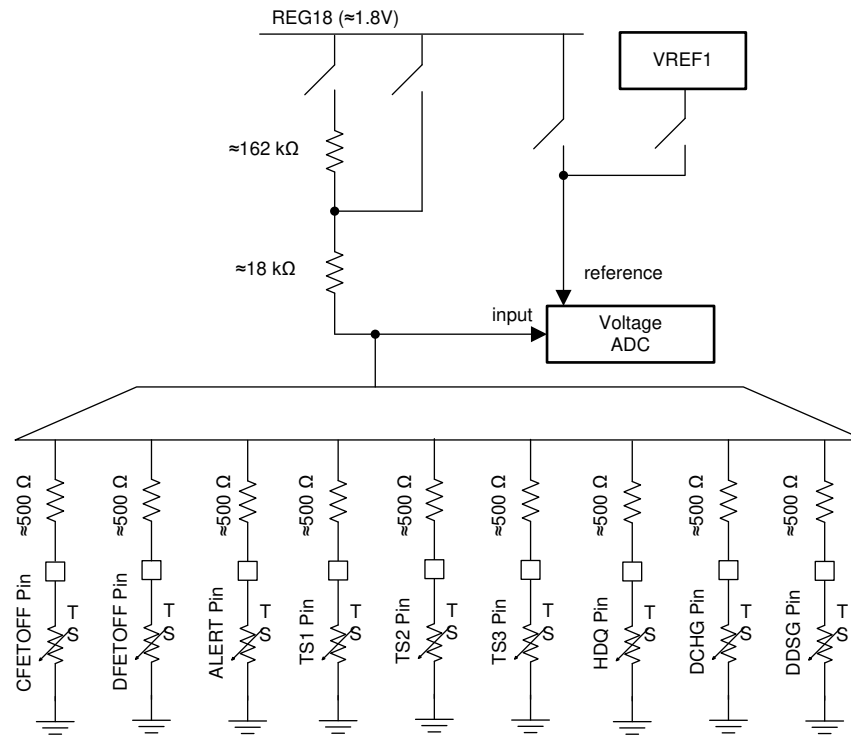 REG18 (≈1.8V)
VREF1
≈162 kΩ
≈18 kΩ
reference
input
Voltage
ADC
≈500 Ω
≈500 Ω
≈500 Ω
≈500 Ω
≈500 Ω
≈500 Ω
≈500 Ω
≈500 Ω
≈500 Ω
CFETOFF Pin
T
S
DFETOFF Pin
T
S
ALERT Pin
T
S
TS1 Pin
T
S
TS2 Pin
T
S
TS3 Pin
T
S
HDQ Pin
T
S
DCHG Pin
T
S
DDSG Pin
T
S